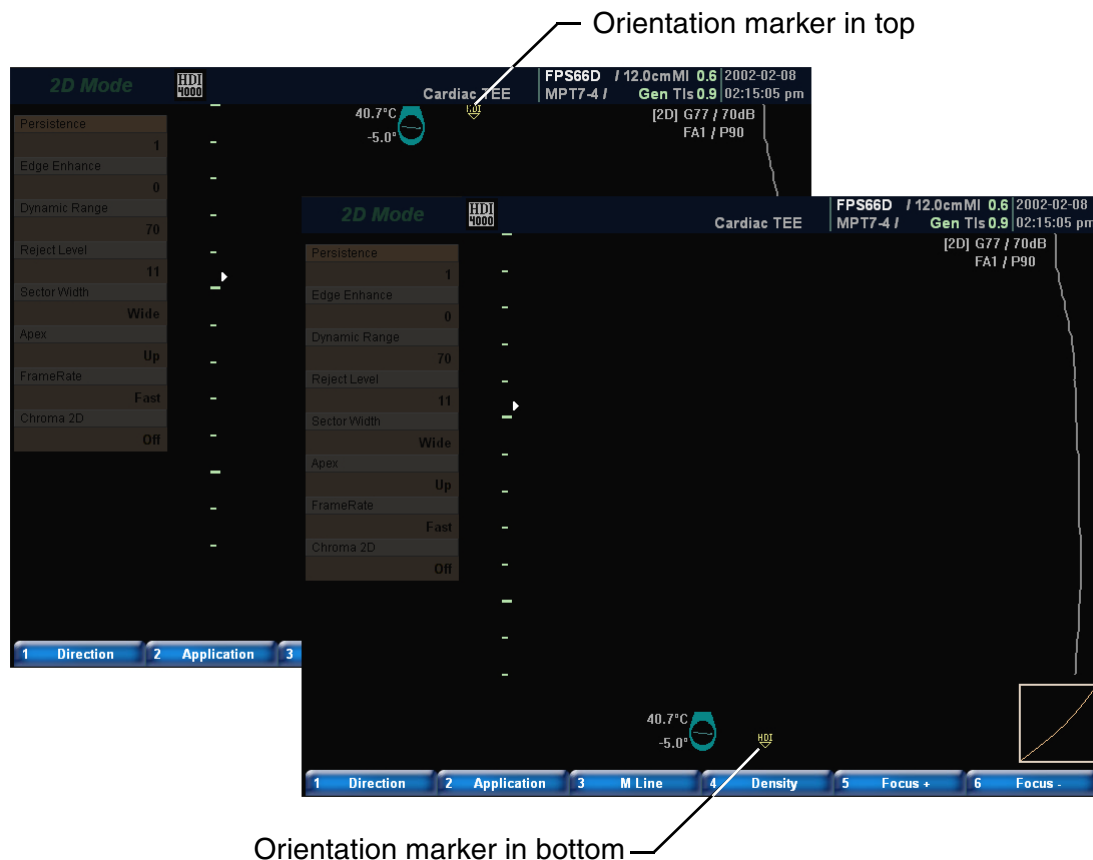 Orientation marker in top
2D Mode
HDI
4000
Cardiac TEE
FPS66D / 12.0cmMI 0.6 2002-02-08
MPT7-4 / Gen TIs 0.9 02:15:05 pm
40.7°C
-5.0°
HDI
[2D] G77 / 70dB
FA1 / P90
Persistence
1
Edge Enhance
0
Dynamic Range
70
Reject Level
11
Sector Width
Wide
Apex
Up
FrameRate
Fast
Chroma 2D
Off
1 Direction 2 Application 3
2D Mode
HDI
4000
Cardiac TEE
FPS66D / 12.0cmMI 0.6 2002-02-08
MPT7-4 / Gen TIs 0.9 02:15:05 pm
[2D] G77 / 70dB
FA1 / P90
Persistence
1
Edge Enhance
0
Dynamic Range
70
Reject Level
11
Sector Width
Wide
Apex
Up
FrameRate
Fast
Chroma 2D
Off
40.7°C
-5.0°
HDI
1 Direction 2 Application 3 M Line 4 Density 5 Focus + 6 Focus -
Orientation marker in bottom